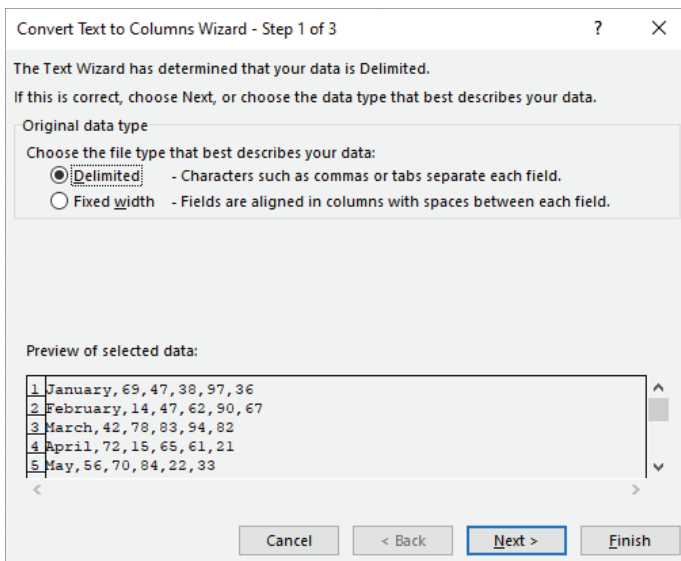 Convert Text to Columns Wizard - Step 1 of 3 ?
The Text Wizard has determined that your data is Delimited.
If this is correct, choose Next, or choose the data type that best describes your data.
Original data type
Choose the file type that best describes your data:
Delimited - Characters such as commas or tabs separate each field.
Fixed width - Fields are aligned in columns with spaces between each field.
Preview of selected data:
1 January,69,47,38,97,36
2 February,14,47,62,90,67
3 March,42,78,83,94,82
4 April,72,15,65,61,21
5 May,56,70,84,22,33
Cancel < Back Next > Finish